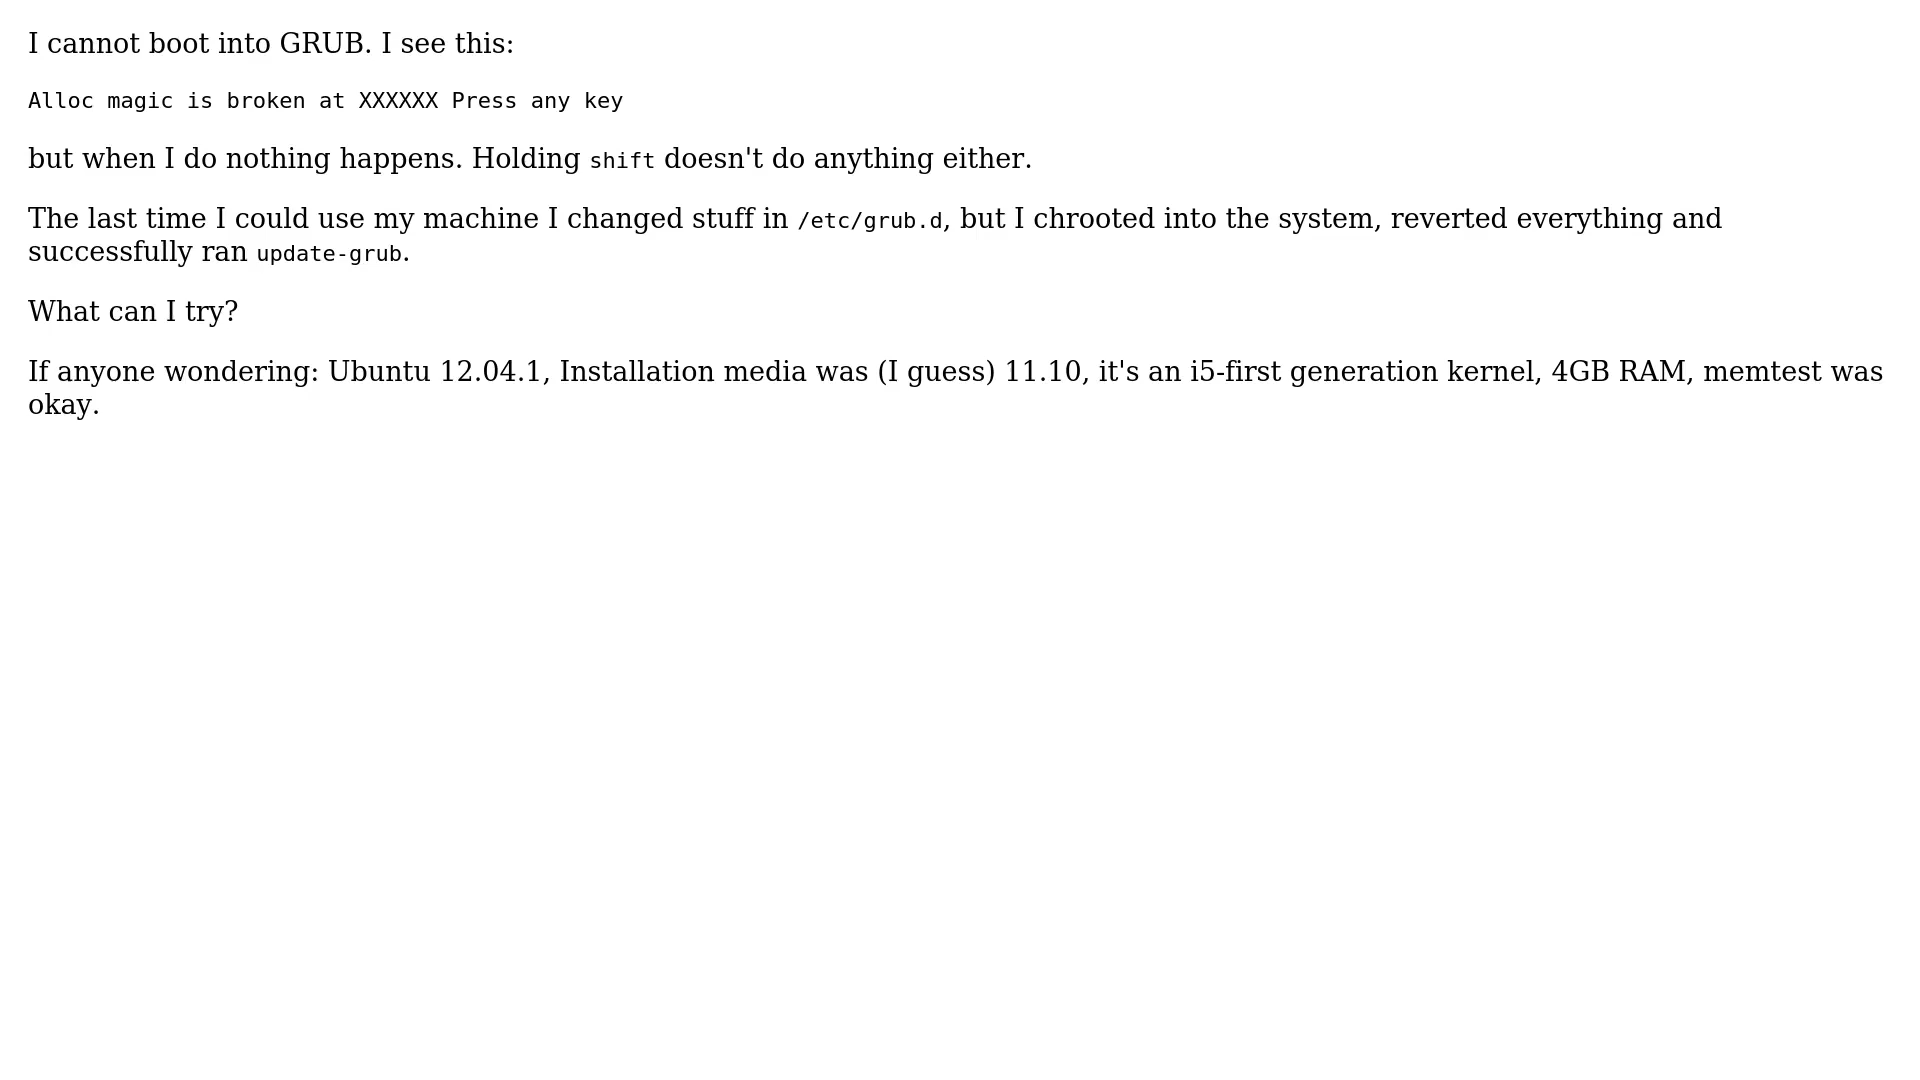 I cannot boot into GRUB. I see this:
Alloc magic is broken at XXXXXX Press any key
but when I do nothing happens. Holding shift doesn't do anything either.
The last time I could use my machine I changed stuff in /etc/grub.d, but I chrooted into the system, reverted everything and
successfully ran update-grub.
What can I try?
If anyone wondering: Ubuntu 12.04.1, Installation media was (I guess) 11.10, it's an i5-first generation kernel, 4GB RAM, memtest was
okay.